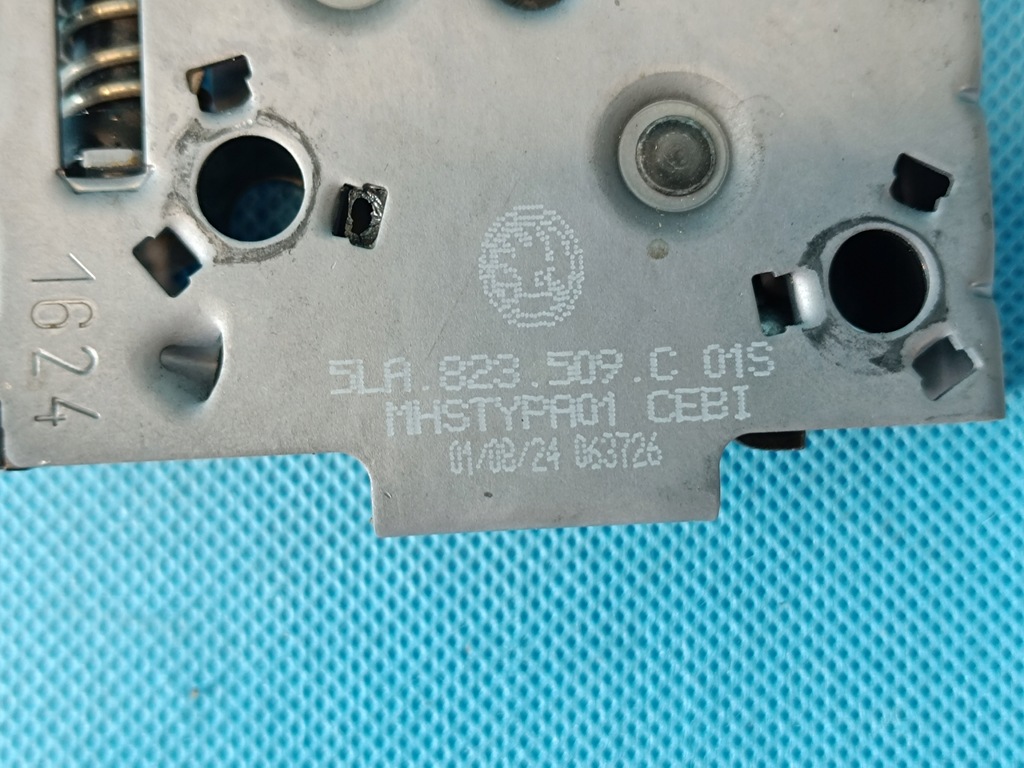 5LA.823.509.C 01S
MHSTYPA01 CEBI
01/08/24 063726
1624